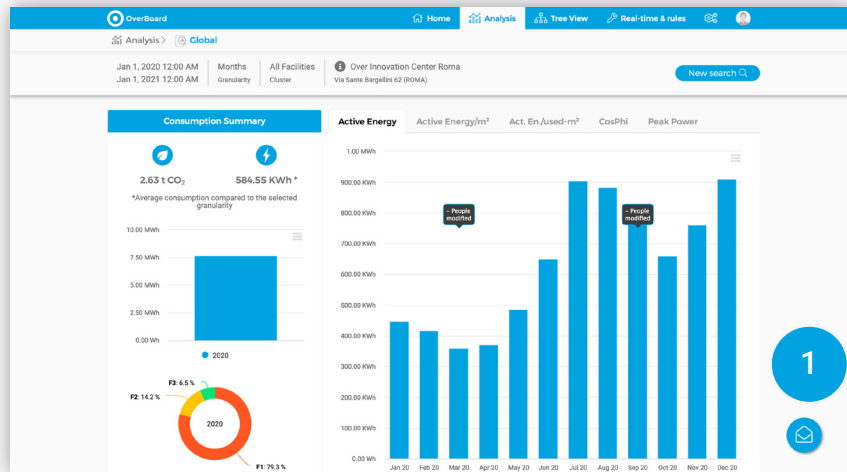 OverBoard
Home
Analysis
Tree View
Real-time & rules
Analysis
Global
Jan 1, 2020 12:00 AM
Jan 1, 2021 12:00 AM
Months
Granularity
All Facilities
Cluster
Over Innovation Center Roma
Via Sante Bargellini 62 (ROMA)
New search
Consumption Summary
2.63 t CO₂
584.55 KWh *
*Average consumption compared to the selected
granularity
10.00 MWh
7.50 MWh
5.00 MWh
2.50 MWh
0.00 Wh
2020
F3: 6.5 %
F2: 14.2 %
2020
F1: 79.3 %
Active Energy
Active Energy/m²
Act. En./used-m²
CosPhi
Peak Power
1.00 MWh
900.00 KWh
800.00 KWh
700.00 KWh
600.00 KWh
500.00 KWh
400.00 KWh
300.00 KWh
200.00 KWh
100.00 KWh
0.00 Wh
~ People
modified
~ People
modified
Jan 20
Feb 20
Mar 20
Apr 20
May 20
Jun 20
Jul 20
Aug 20
Sep 20
Oct 20
Nov 20
Dec 20
1